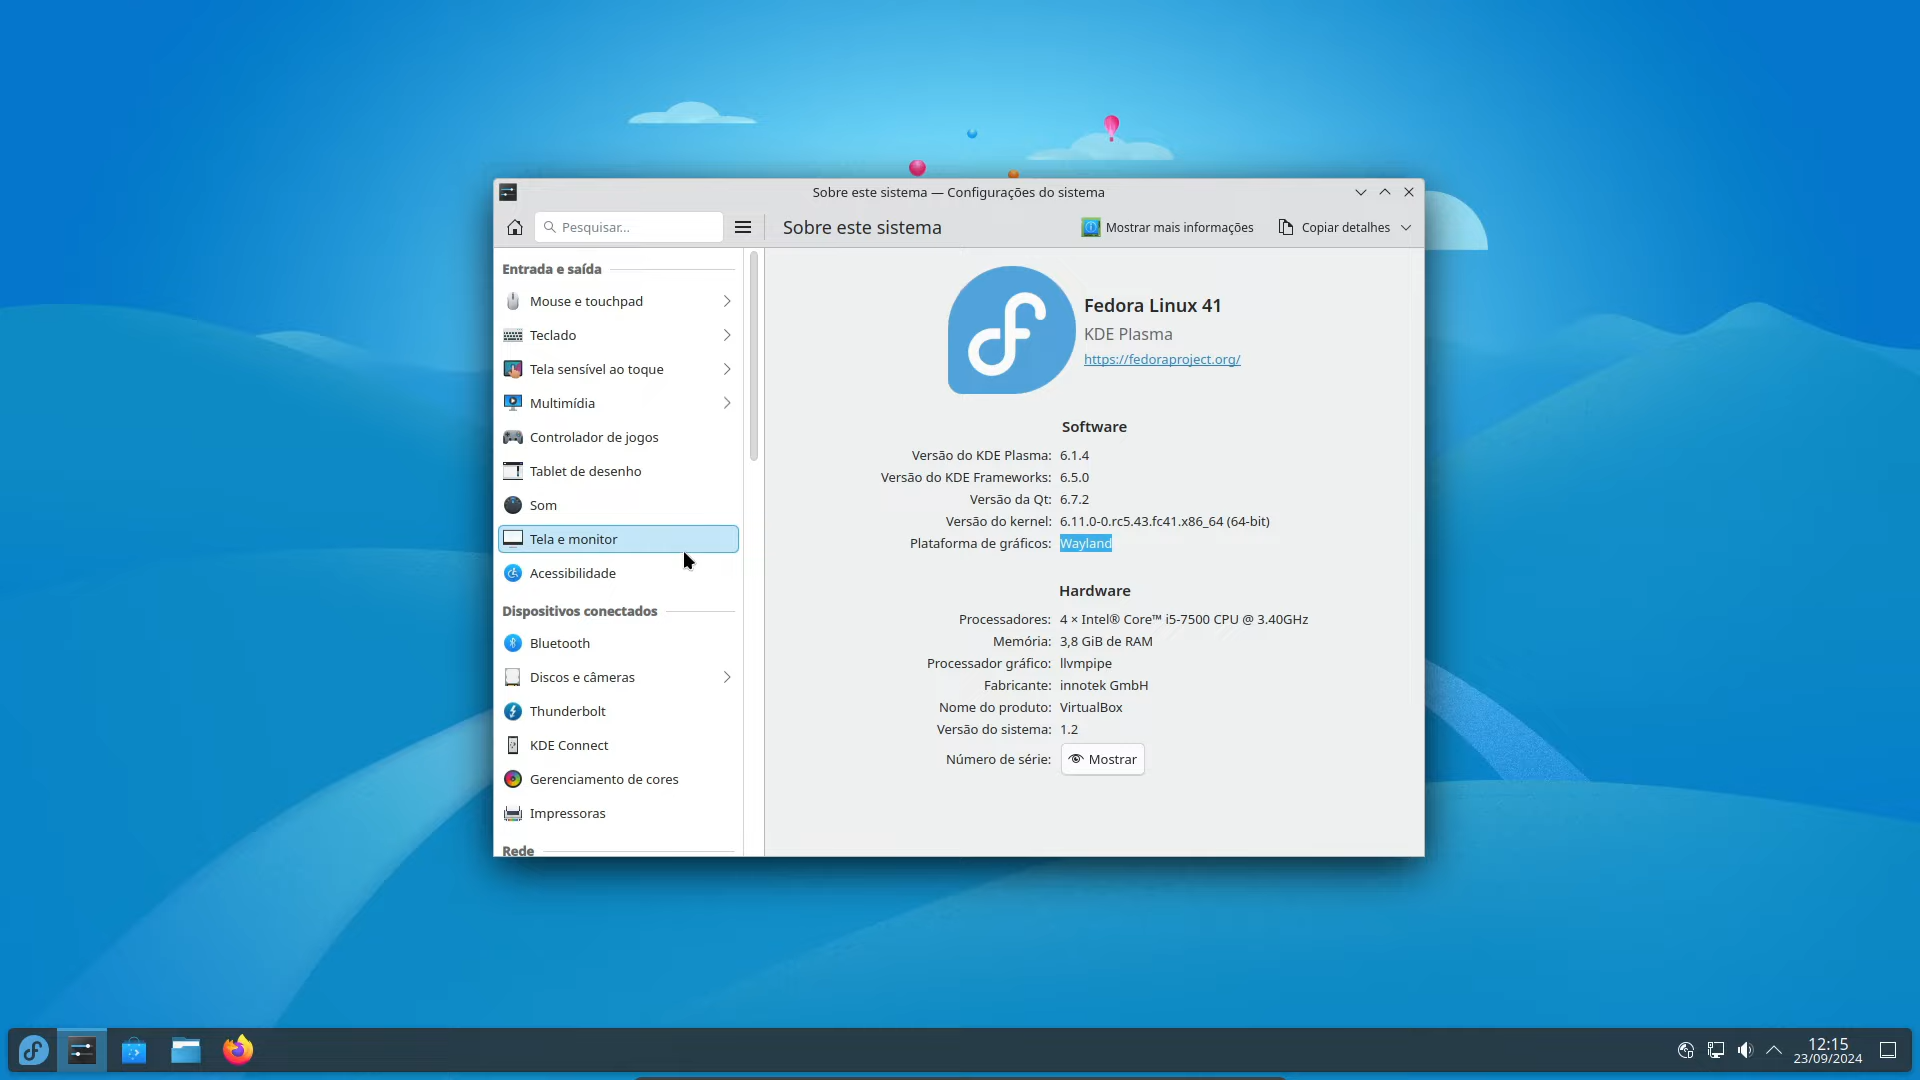 Sobre este sistema — Configurações do sistema
Pesquisar...
Sobre este sistema
Mostrar mais informações
Copiar detalhes
Entrada e saída
Mouse e touchpad
Teclado
Tela sensível ao toque
Multimídia
Controlador de jogos
Tablet de desenho
Som
Tela e monitor
Acessibilidade
Dispositivos conectados
Bluetooth
Discos e câmeras
Thunderbolt
KDE Connect
Gerenciamento de cores
Impressoras
Rede
Fedora Linux 41
KDE Plasma
https://fedoraproject.org/
Software
Versão do KDE Plasma: 6.1.4
Versão do KDE Frameworks: 6.5.0
Versão da Qt: 6.7.2
Versão do kernel: 6.11.0-0.rc5.43.fc41.x86_64 (64-bit)
Plataforma de gráficos: Wayland
Hardware
Processadores: 4 × Intel® Core™ i5-7500 CPU @ 3.40GHz
Memória: 3,8 GiB de RAM
Processador gráfico: llvmpipe
Fabricante: innotek GmbH
Nome do produto: VirtualBox
Versão do sistema: 1.2
Número de série: Mostrar
12:15
23/09/2024